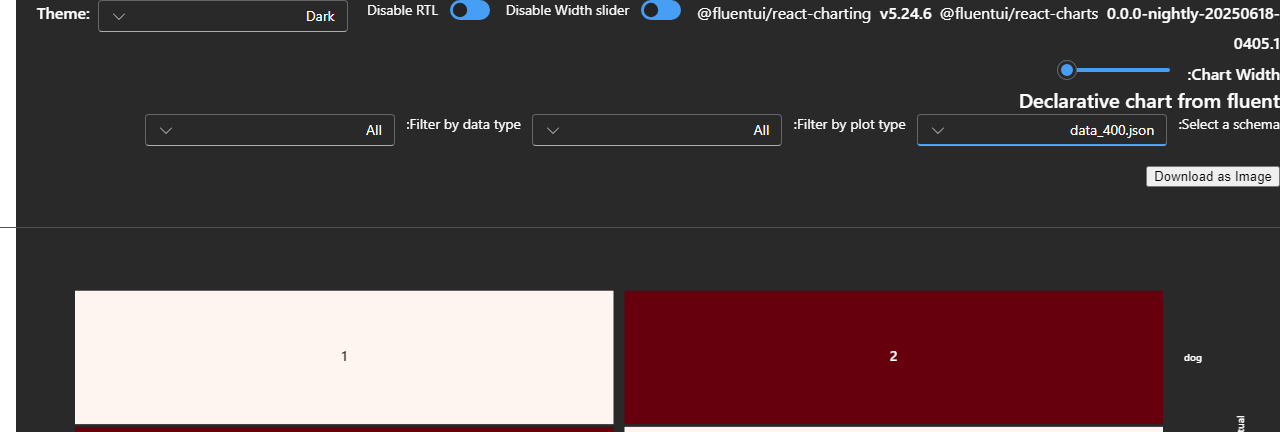 Theme: Dark Disable RTL Disable Width slider @fluentui/react-charting v5.24.6 @fluentui/react-charts 0.0.0-nightly-20250618-
0405.1
:Chart Width
Declarative chart from fluent
:Select a schema data_400.json :Filter by plot type All :Filter by data type All
Download as Image
1 2 dog